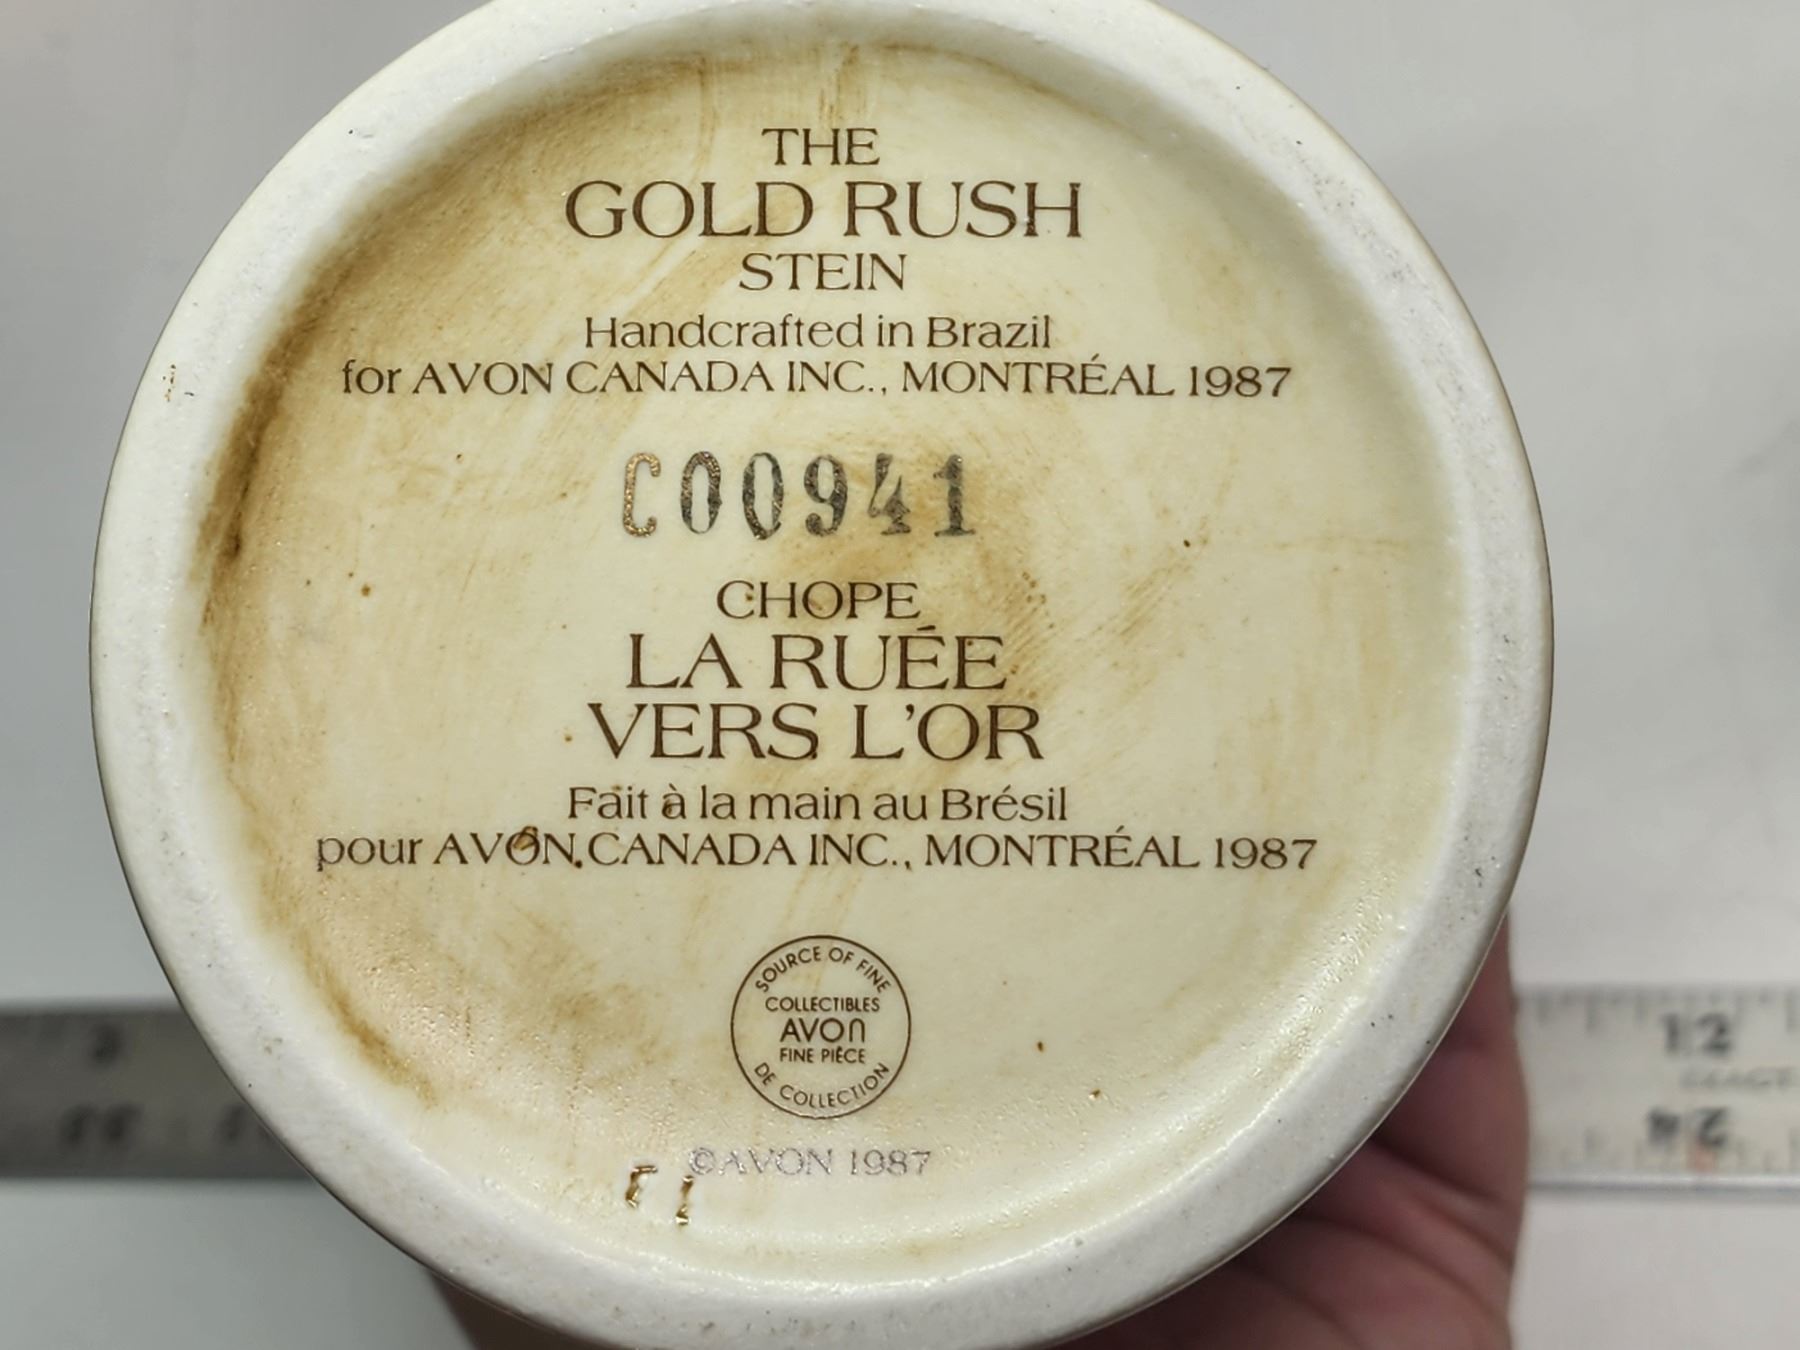 THE
GOLD RUSH
STEIN
Handcrafted in Brazil
for AVON CANADA INC., MONTRÉAL 1987
C00941
CHOPE
LA RUÉE
VERS L'OR
Fait à la main au Brésil
pour AVON CANADA INC., MONTRÉAL 1987
SOURCE OF FINE
COLLECTIBLES
AVON
FINE PIÈCE
DE COLLECTION
©AVON 1987
12
24